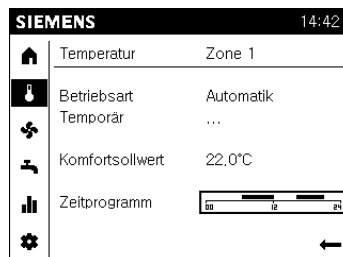 SIEMENS 14:42
Temperatur Zone 1
Betriebsart Automatik
Temporär ...
Komfortsollwert 22,0°C
Zeitprogramm
00 12 24